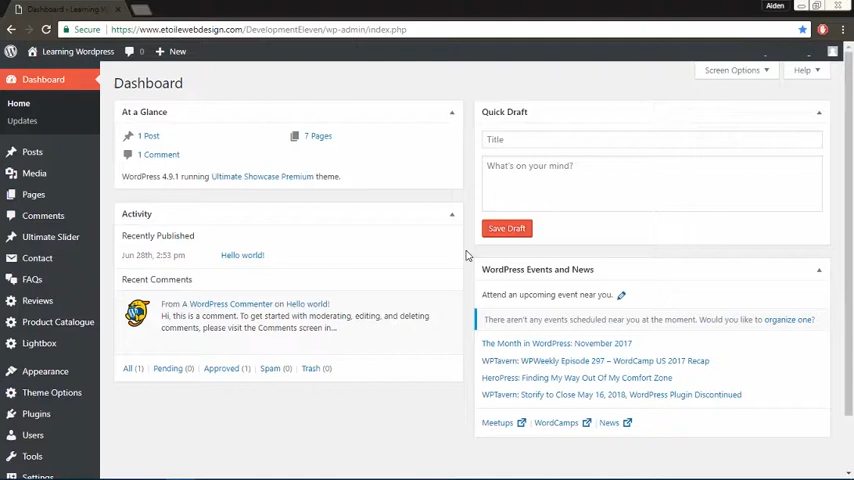 Dashboard ‹ Learning W
Aiden
Secure https://www.etoilewebdesign.com/DevelopmentEleven/wp-admin/index.php
Learning Wordpress 0 New
Dashboard
Home
Updates
Posts
Media
Pages
Comments
Ultimate Slider
Contact
FAQs
Reviews
Product Catalogue
Lightbox
Appearance
Theme Options
Plugins
Users
Tools
Settings
Screen Options
Help
Dashboard
At a Glance
1 Post
7 Pages
1 Comment
WordPress 4.9.1 running Ultimate Showcase Premium theme.
Activity
Recently Published
Jun 28th, 2:53 pm Hello world!
Recent Comments
From A WordPress Commenter on Hello world!
Hi, this is a comment. To get started with moderating, editing, and deleting
comments, please visit the Comments screen in...
All (1) Pending (0) Approved (1) Spam (0) Trash (0)
Quick Draft
Title
What's on your mind?
Save Draft
WordPress Events and News
Attend an upcoming event near you.
There aren't any events scheduled near you at the moment. Would you like to organize one?
The Month in WordPress: November 2017
WPTavern: WPWeekly Episode 297 – WordCamp US 2017 Recap
HeroPress: Finding My Way Out Of My Comfort Zone
WPTavern: Storify to Close May 16, 2018, WordPress Plugin Discontinued
Meetups WordCamps News